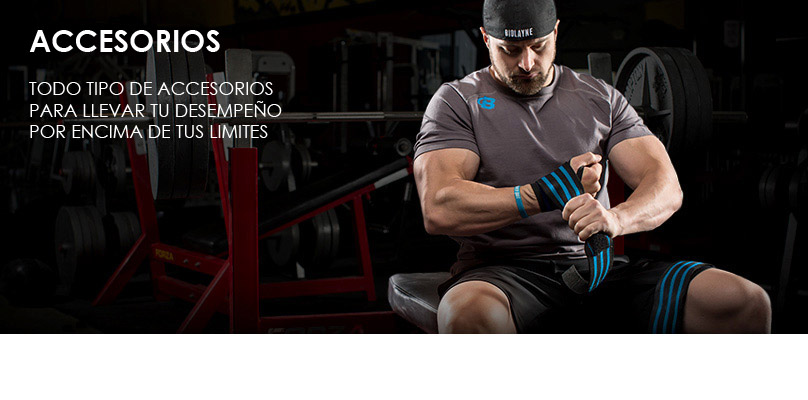 ACCESORIOS
TODO TIPO DE ACCESORIOS
PARA LLEVAR TU DESEMPEÑO
POR ENCIMA DE TUS LIMITES
BIOLAYNE